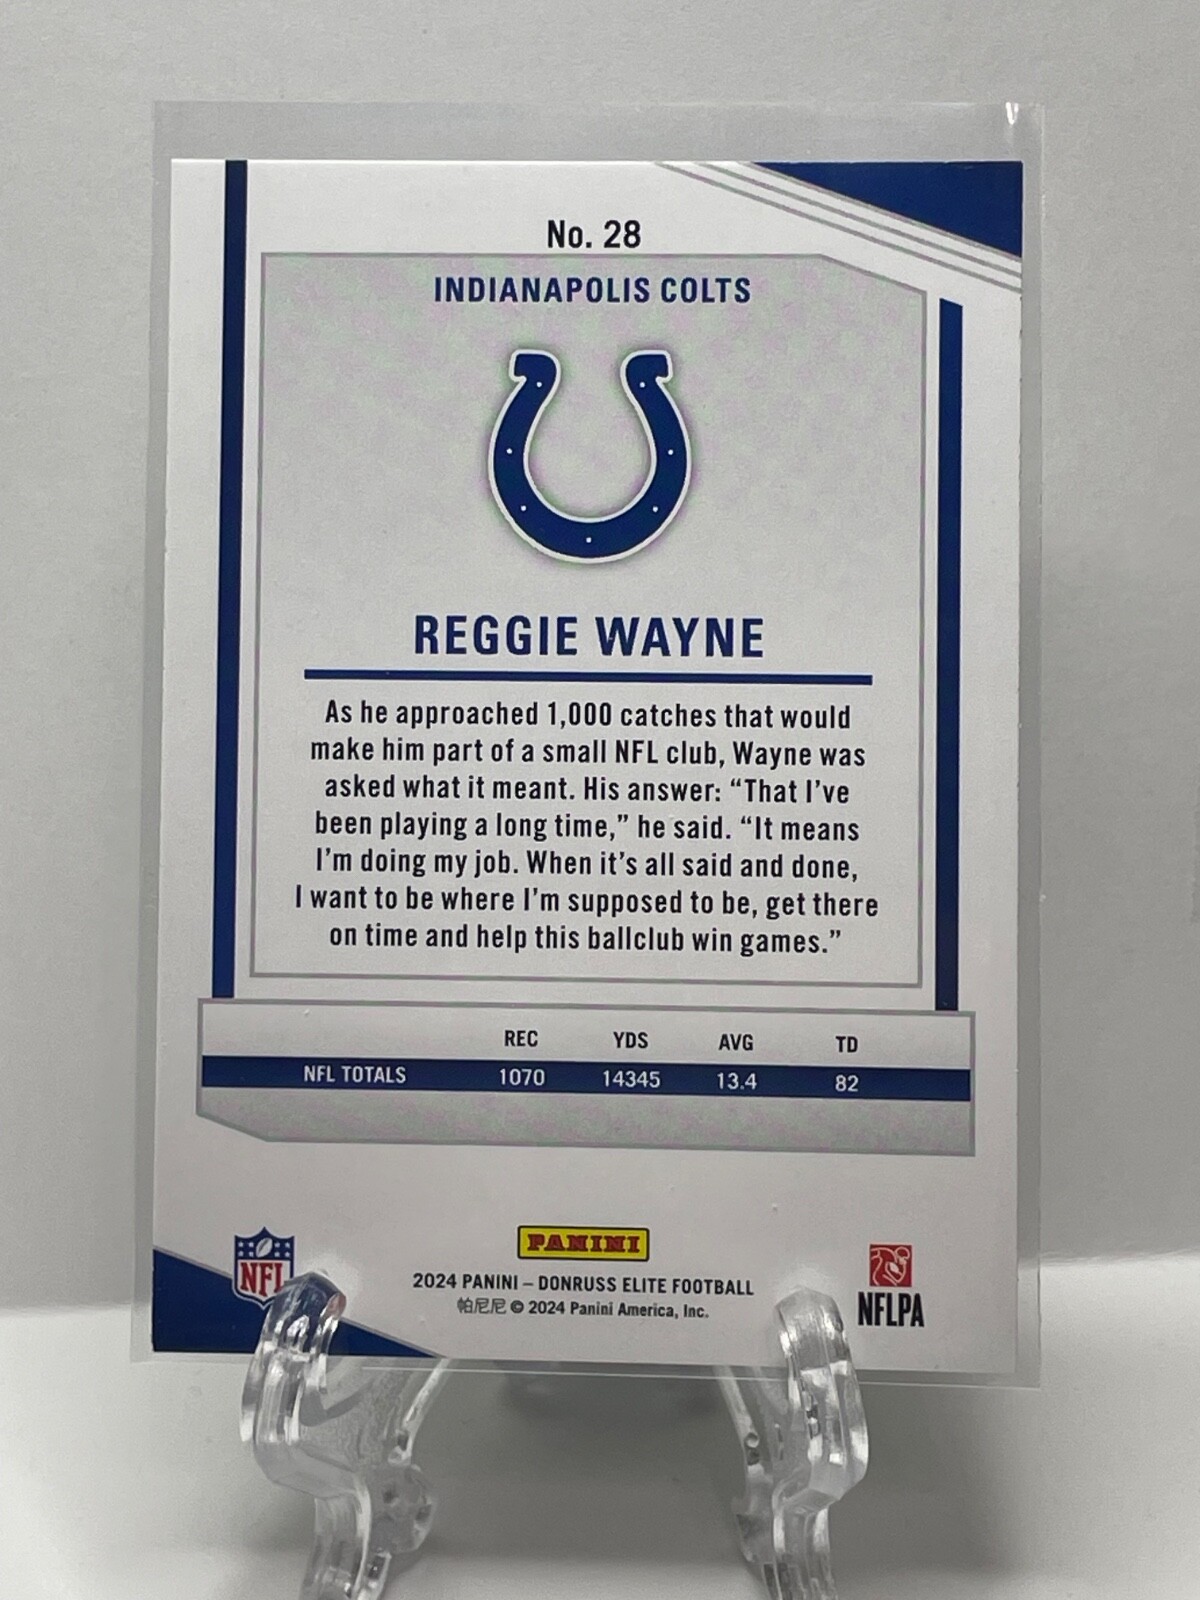 No. 28
INDIANAPOLIS COLTS
REGGIE WAYNE
As he approached 1,000 catches that would
make him part of a small NFL club, Wayne was
asked what it meant. His answer: “That I’ve
been playing a long time,” he said. “It means
I’m doing my job. When it’s all said and done,
I want to be where I’m supposed to be, get there
on time and help this ballclub win games.”
REC YDS AVG TD
NFL TOTALS 1070 14345 13.4 82
NFL
PANINI
2024 PANINI – DONRUSS ELITE FOOTBALL
帕尼尼 © 2024 Panini America, Inc.
NFLPA